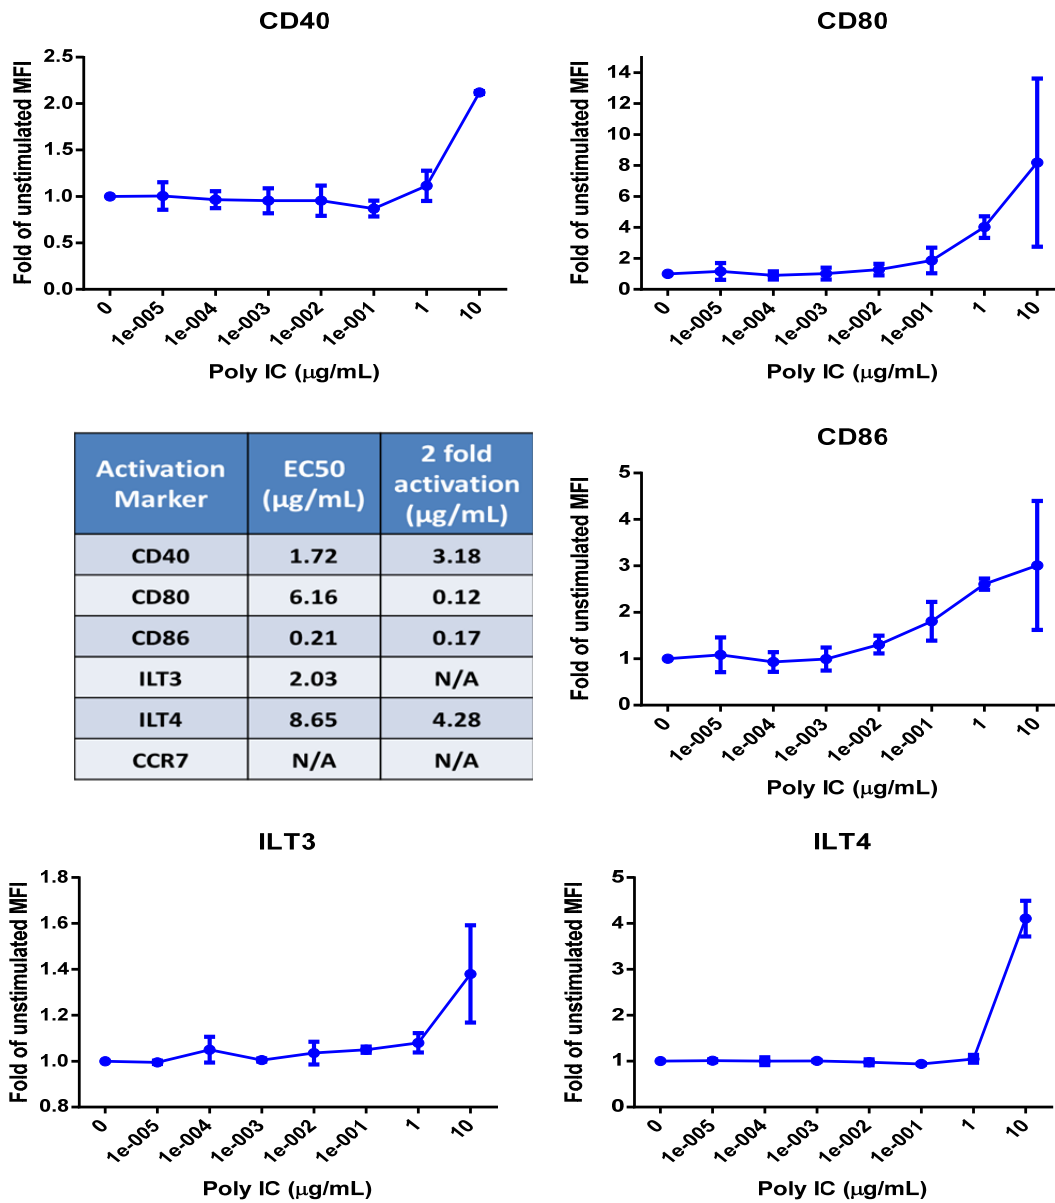 CD40
Fold of unstimulated MFI
2.5
2.0
1.5
1.0
0.5
0.0
0
1e-005
1e-004
1e-003
1e-002
1e-001
1
10
Poly IC (μg/mL)
CD80
Fold of unstimulated MFI
14
12
10
8
6
4
2
0
0
1e-005
1e-004
1e-003
1e-002
1e-001
1
10
Poly IC (μg/mL)
Activation Marker
EC50 (μg/mL)
2 fold activation (μg/mL)
CD40 1.72 3.18
CD80 6.16 0.12
CD86 0.21 0.17
ILT3 2.03 N/A
ILT4 8.65 4.28
CCR7 N/A N/A
CD86
Fold of unstimulated MFI
5
4
3
2
1
0
0
1e-005
1e-004
1e-003
1e-002
1e-001
1
10
Poly IC (μg/mL)
ILT3
Fold of unstimulated MFI
1.8
1.6
1.4
1.2
1.0
0.8
0
1e-005
1e-004
1e-003
1e-002
1e-001
1
10
Poly IC (μg/mL)
ILT4
Fold of unstimulated MFI
5
4
3
2
1
0
0
1e-005
1e-004
1e-003
1e-002
1e-001
1
10
Poly IC (μg/mL)